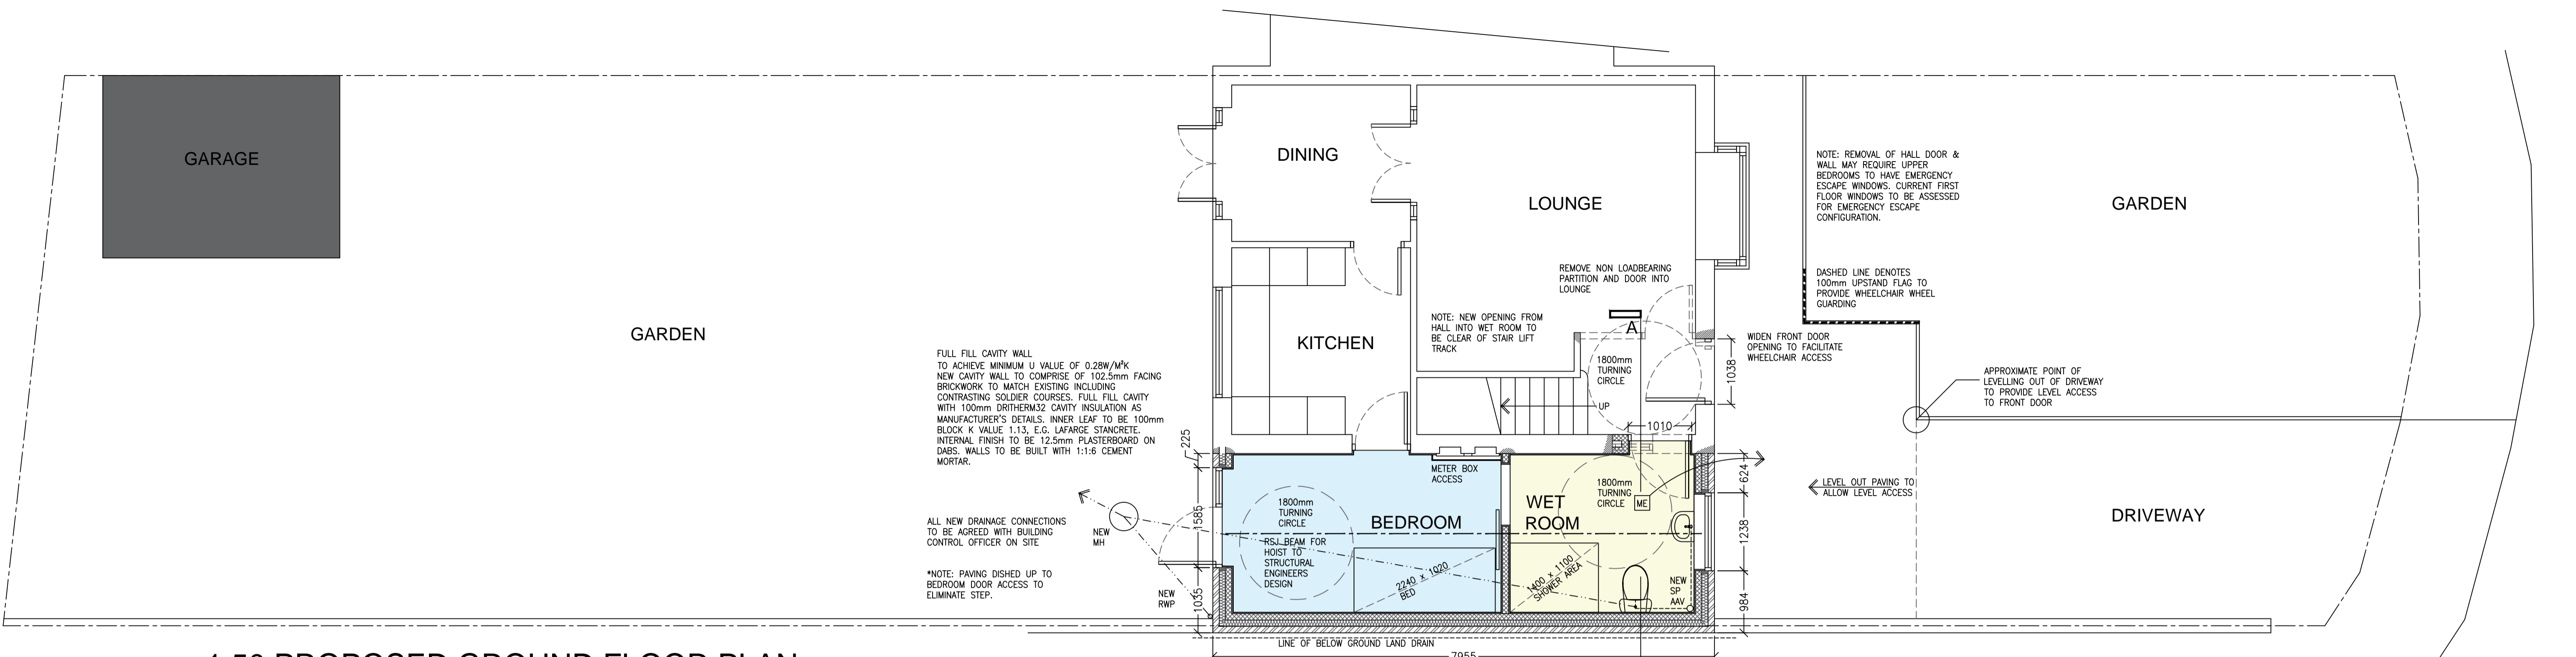 GARAGE
GARDEN
FULL FILL CAVITY WALL
TO ACHIEVE MINIMUM U VALUE OF 0.28W/M²K
NEW CAVITY WALL TO COMPRISE OF 102.5mm FACING
BRICKWORK TO MATCH EXISTING INCLUDING
CONTRASTING SOLDIER COURSES. FULL FILL CAVITY
WITH 100mm DRITHERM32 CAVITY INSULATION AS
MANUFACTURER'S DETAILS. INNER LEAF TO BE 100mm
BLOCK K VALUE 1.13, E.G. LAFARGE STANCRETE.
INTERNAL FINISH TO BE 12.5mm PLASTERBOARD ON
DABS. WALLS TO BE BUILT WITH 1:1:6 CEMENT
MORTAR.
ALL NEW DRAINAGE CONNECTIONS
TO BE AGREED WITH BUILDING
CONTROL OFFICER ON SITE
*NOTE: PAVING DISHED UP TO
BEDROOM DOOR ACCESS TO
ELIMINATE STEP.
NEW
MH
NEW
RWP
225
1585
1035
DINING
KITCHEN
LOUNGE
REMOVE NON LOADBEARING
PARTITION AND DOOR INTO
LOUNGE
NOTE: NEW OPENING FROM
HALL INTO WET ROOM TO
BE CLEAR OF STAIR LIFT
TRACK
A
1800mm
TURNING
CIRCLE
UP
1010
1038
METER BOX
ACCESS
1800mm
TURNING
CIRCLE
BEDROOM
RSJ BEAM FOR
HOIST TO
STRUCTURAL
ENGINEERS
DESIGN
2240 x 1020
BED
WET
ROOM
1800mm
TURNING
CIRCLE
ME
1400 x 1100
SHOWER AREA
NEW
SP
AAV
624
1238
984
LINE OF BELOW GROUND LAND DRAIN
7955
NOTE: REMOVAL OF HALL DOOR &
WALL MAY REQUIRE UPPER
BEDROOMS TO HAVE EMERGENCY
ESCAPE WINDOWS. CURRENT FIRST
FLOOR WINDOWS TO BE ASSESSED
FOR EMERGENCY ESCAPE
CONFIGURATION.
DASHED LINE DENOTES
100mm UPSTAND FLAG TO
PROVIDE WHEELCHAIR WHEEL
GUARDING
WIDEN FRONT DOOR
OPENING TO FACILITATE
WHEELCHAIR ACCESS
APPROXIMATE POINT OF
LEVELLING OUT OF DRIVEWAY
TO PROVIDE LEVEL ACCESS
TO FRONT DOOR
LEVEL OUT PAVING TO
ALLOW LEVEL ACCESS
GARDEN
DRIVEWAY
1:50 PROPOSED GROUND FLOOR PLAN